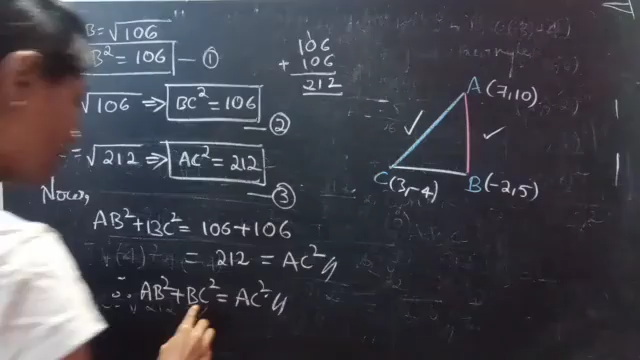 B = √106
B² = 106 — ①
√106 ⇒ BC² = 106 — ②
= √212 ⇒ AC² = 212 — ③
106
+ 106
212
A (7,10)
C (3,-4)
B (-2,5)
Now,
AB² + BC² = 106 + 106
= 212 = AC²
∴ AB² + BC² = AC²